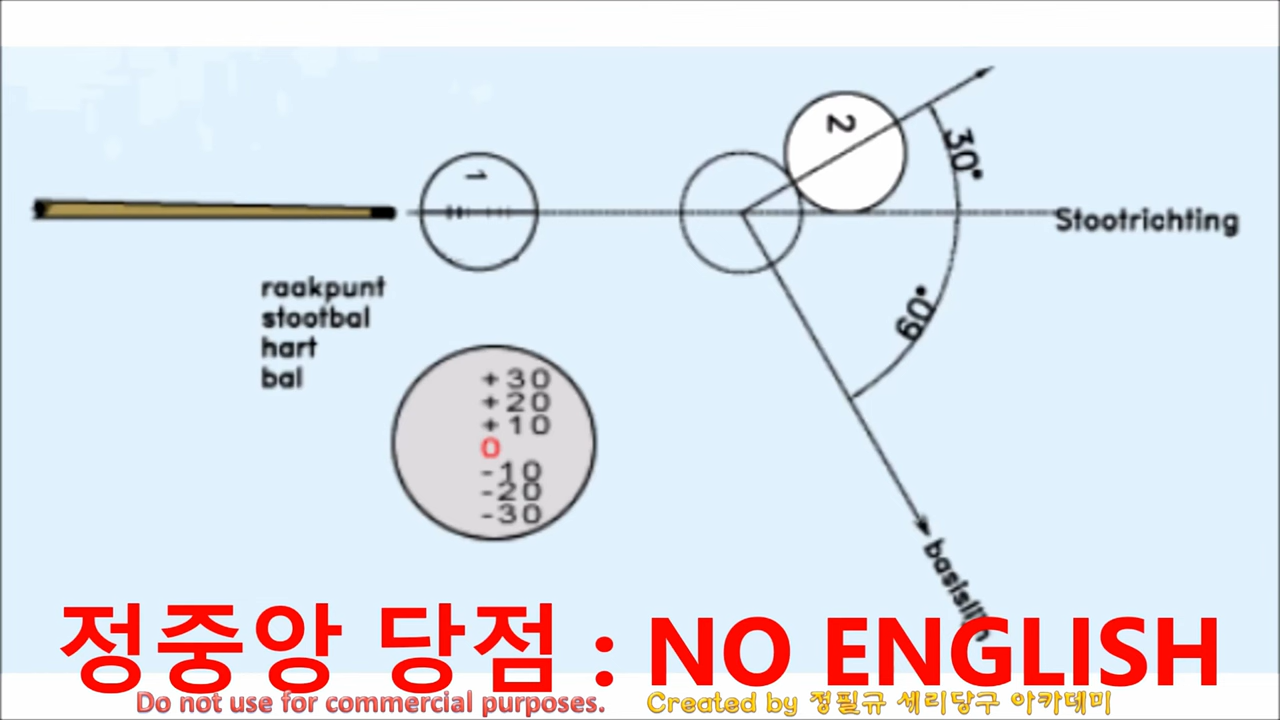 1
2
30°
Stootrichting
60°
raakpunt
stootbal
hart
bal
+30
+20
+10
0
-10
-20
-30
정중앙 당점 : NO ENGLISH
Do not use for commercial purposes. Created by 정필규 세리당구 아카데미